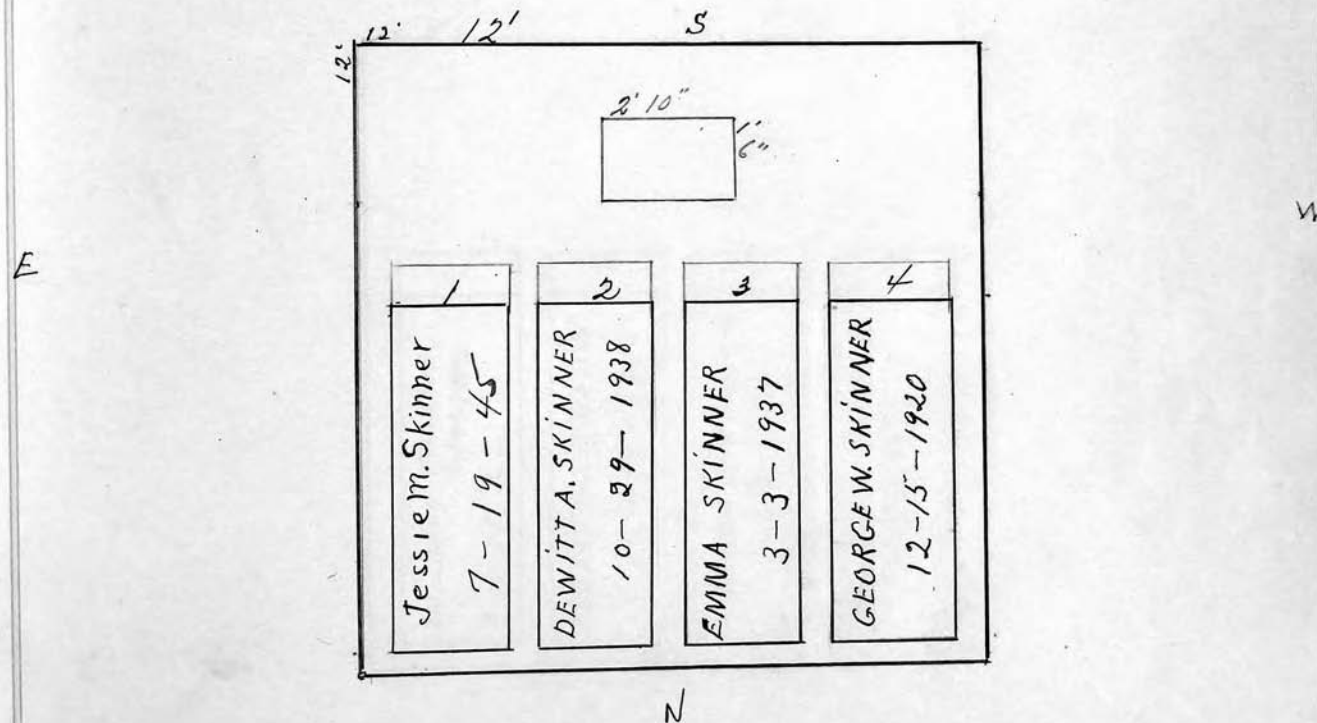 12' 12' S
12'
2' 10"
1'
6"
W
E
1 2 3 4
Jessie M. Skinner
7-19-45
DEWITT A. SKINNER
10-29-1938
EMMA SKINNER
3-3-1937
GEORGE W. SKINNER
12-15-1920
N